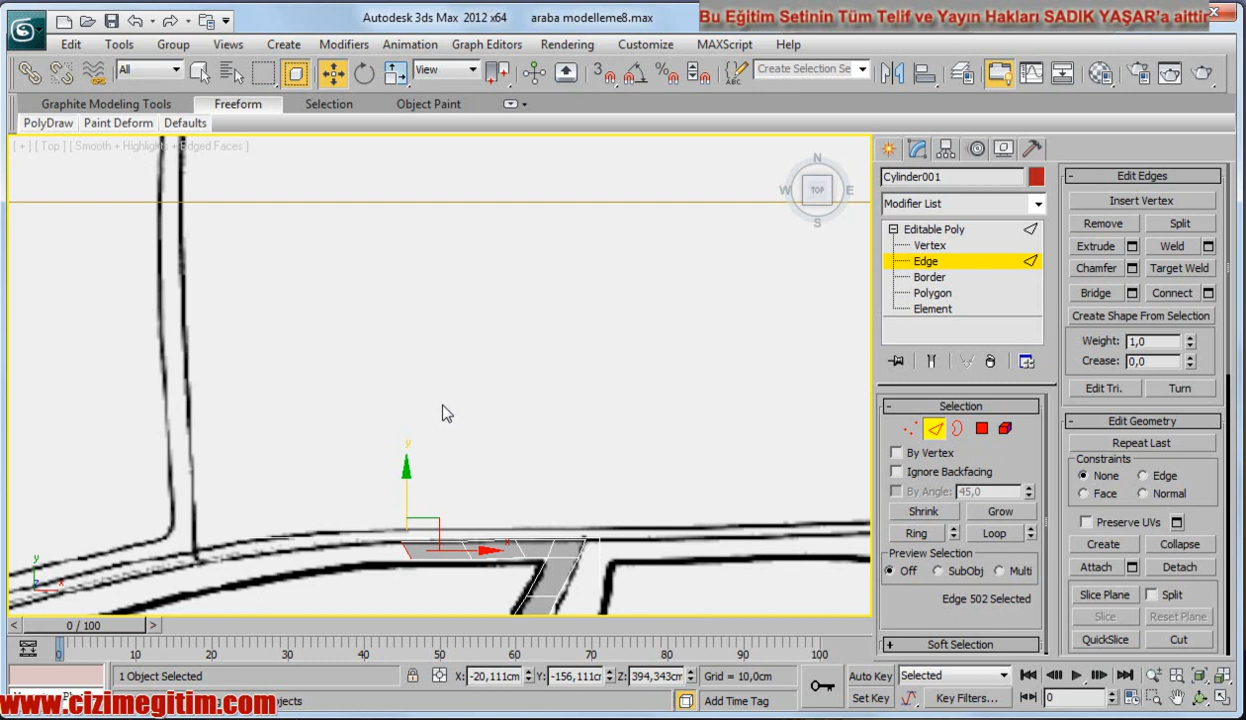 Autodesk 3ds Max 2012 x64 araba modelleme8.max
Bu Eğitim Setinin Tüm Telif ve Yayın Hakları SADIK YAŞAR'a aittir
Edit Tools Group Views Create Modifiers Animation Graph Editors Rendering Customize MAXScript Help
All View 3 ABC Create Selection Se
Graphite Modeling Tools Freeform Selection Object Paint
PolyDraw Paint Deform Defaults
[ + ] [ Top ] [ Smooth + Highlights + Edged Faces ]
N
W TOP E
S
Cylinder001
Modifier List
Editable Poly
Vertex
Edge
Border
Polygon
Element
Selection
By Vertex
Ignore Backfacing
By Angle: 45,0
Shrink Grow
Ring Loop
Preview Selection
Off SubObj Multi
Edge 502 Selected
Soft Selection
Edit Edges
Insert Vertex
Remove Split
Extrude Weld
Chamfer Target Weld
Bridge Connect
Create Shape From Selection
Weight: 1,0
Crease: 0,0
Edit Tri. Turn
Edit Geometry
Repeat Last
Constraints
None Edge
Face Normal
Preserve UVs
Create Collapse
Attach Detach
Slice Plane Split
Slice Reset Plane
QuickSlice Cut
y
x
y
x
0 / 100
0 10 20 30 40 50 60 70 80 90 100
1 Object Selected X: -20,111cm Y: -156,111cm Z: 394,343cm Grid = 10,0cm Auto Key Selected
Add Time Tag Set Key Key Filters... 0
www.cizimegitim.com